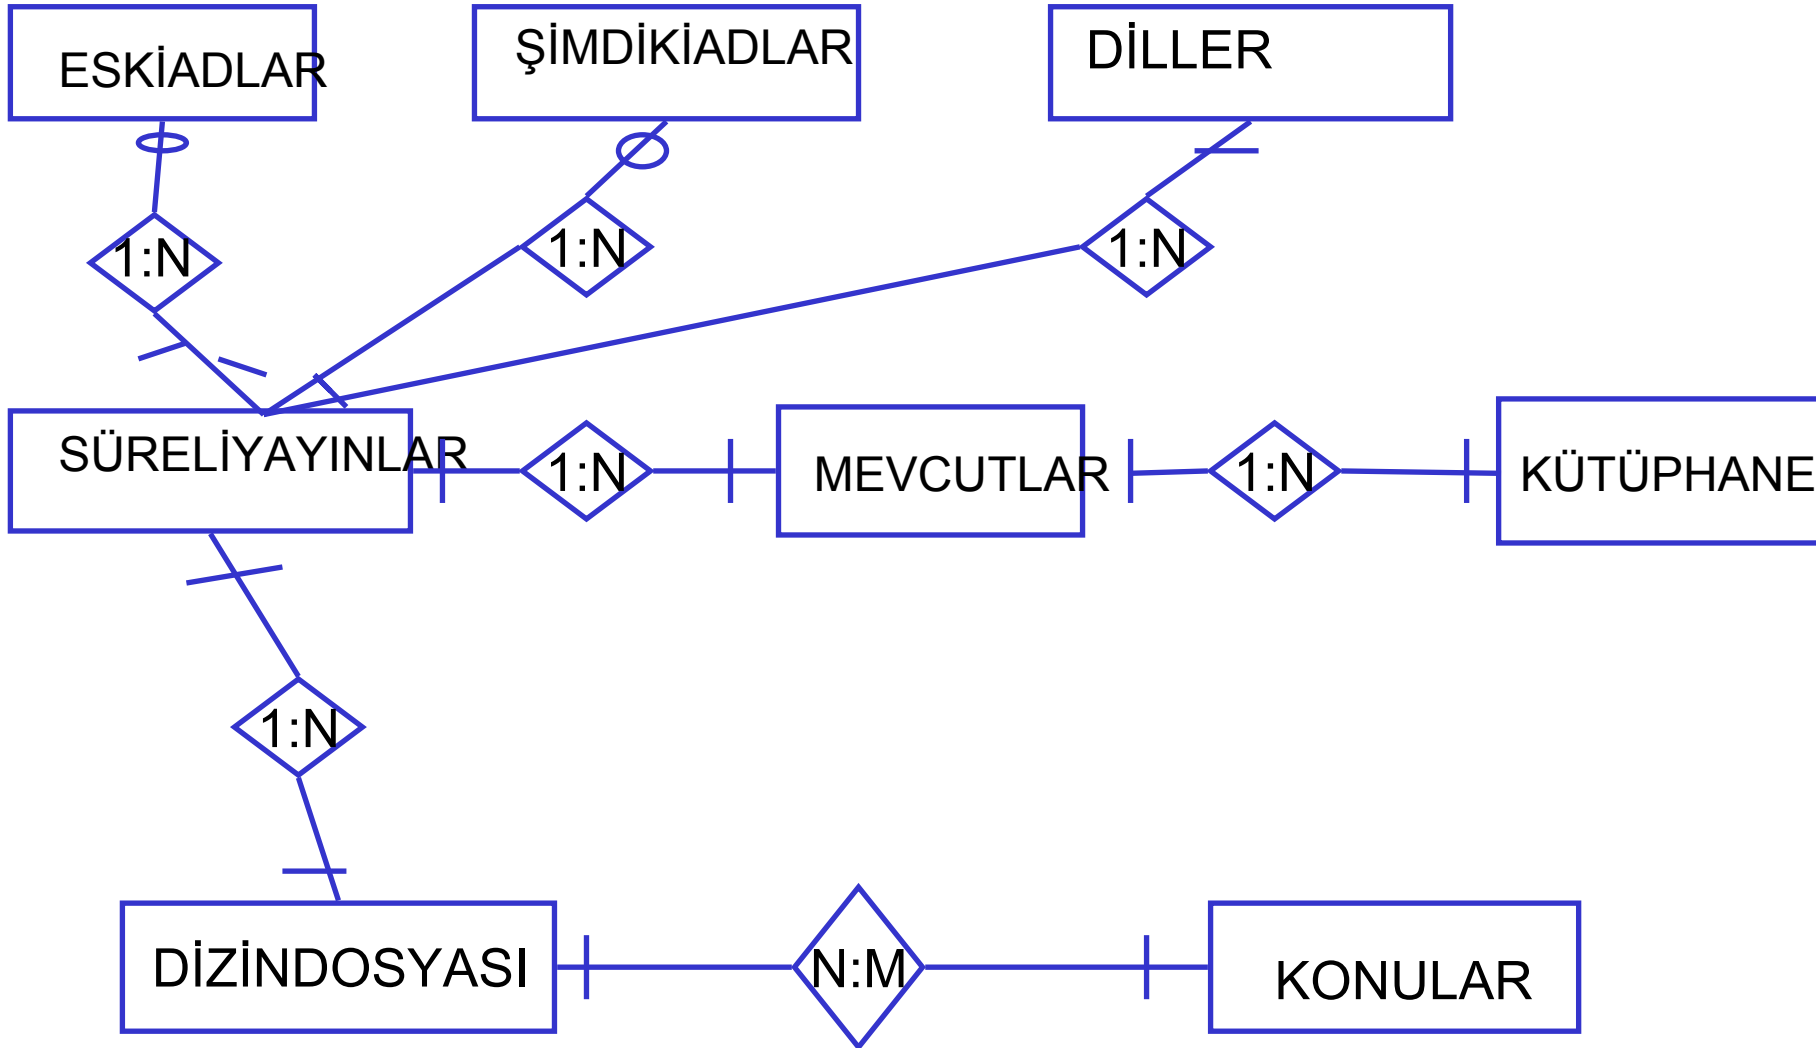 ESKİADLAR
ŞİMDİKİADLAR
DİLLER
1:N
1:N
1:N
SÜRELİYAYINLAR
1:N
MEVCUTLAR
1:N
KÜTÜPHANE
1:N
DİZİNDOSYASI
N:M
KONULAR